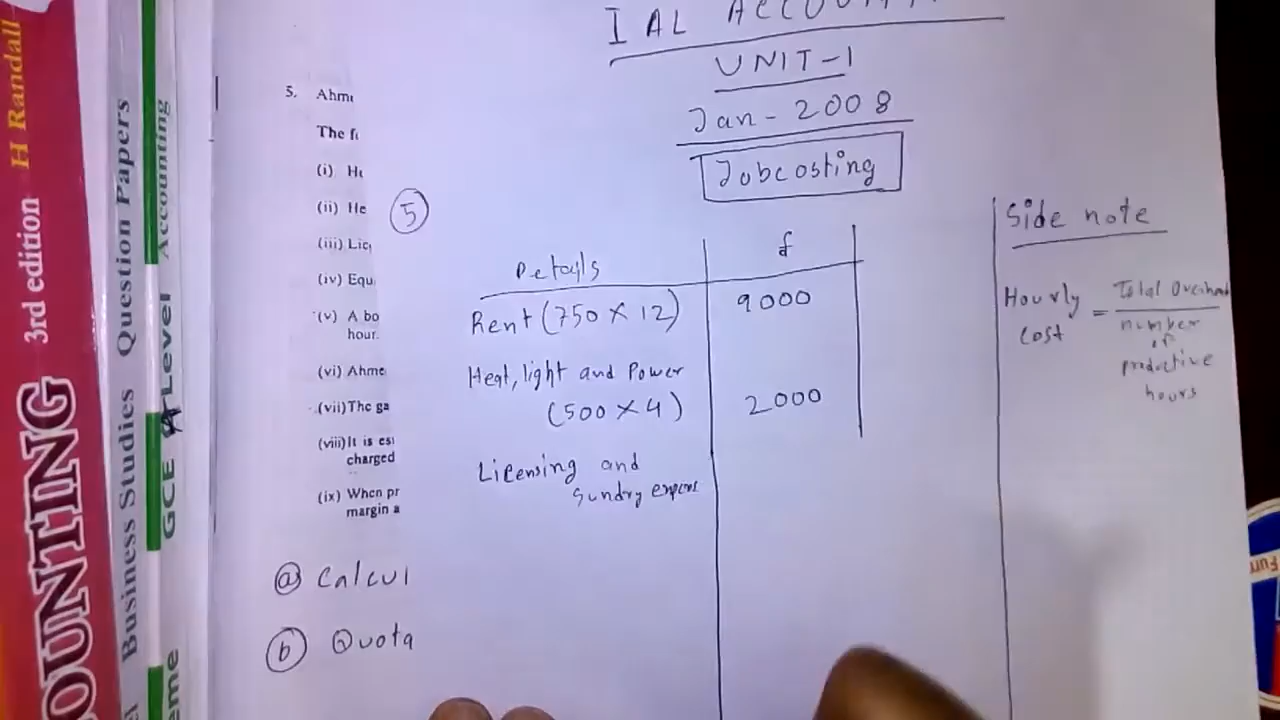 H Randall
3rd edition
OUNTING
Question Papers
Business Studies
Accounting
GCE A Level
eme
IAL ACCOUN
UNIT-1
Jan-2008
Jobcosting
5. Ahm
The f
(i) H
(ii) He
(iii) Lic
(iv) Equ
(v) A bo
hour.
(vi) Ahme
(vii) The ga
(viii) It is es
charged
(ix) When pr
margin a
5
Details £
Rent (750 X 12) 9000
Heat, light and Power
(500 X 4) 2000
Licensing and
Sundry expens
Side note
Hourly cost = Total Overhead
number
of
productive
hours
a Calcul
b Quota
Furn